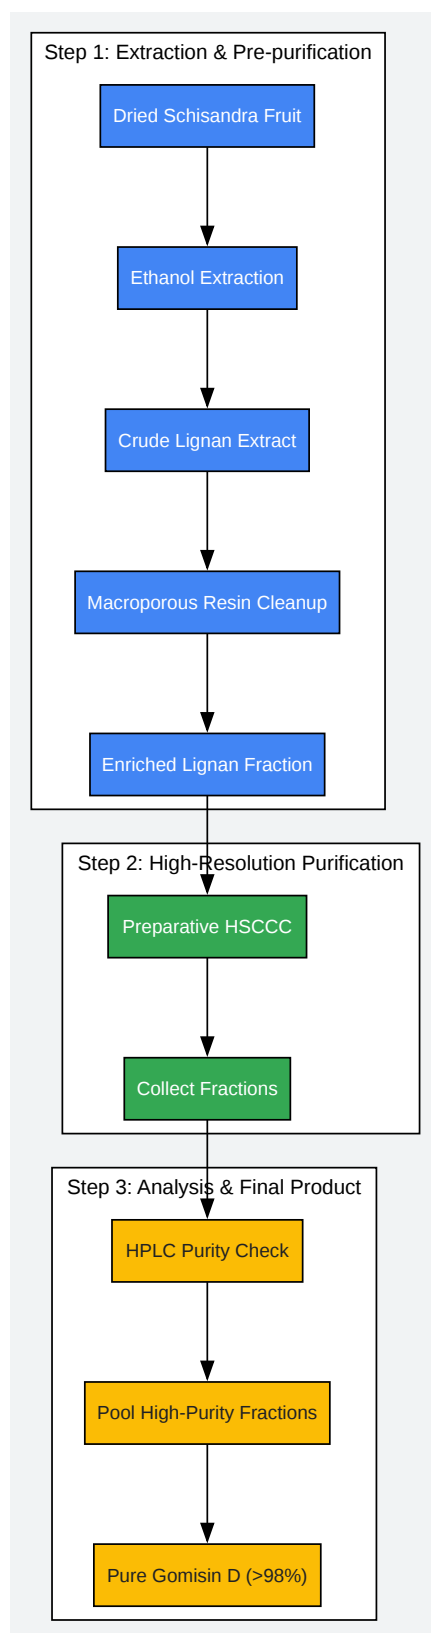 Step 1: Extraction & Pre-purification
Dried Schisandra Fruit
Ethanol Extraction
Crude Lignan Extract
Macroporous Resin Cleanup
Enriched Lignan Fraction
Step 2: High-Resolution Purification
Preparative HSCCC
Collect Fractions
Step 3: Analysis & Final Product
HPLC Purity Check
Pool High-Purity Fractions
Pure Gomisin D (>98%)